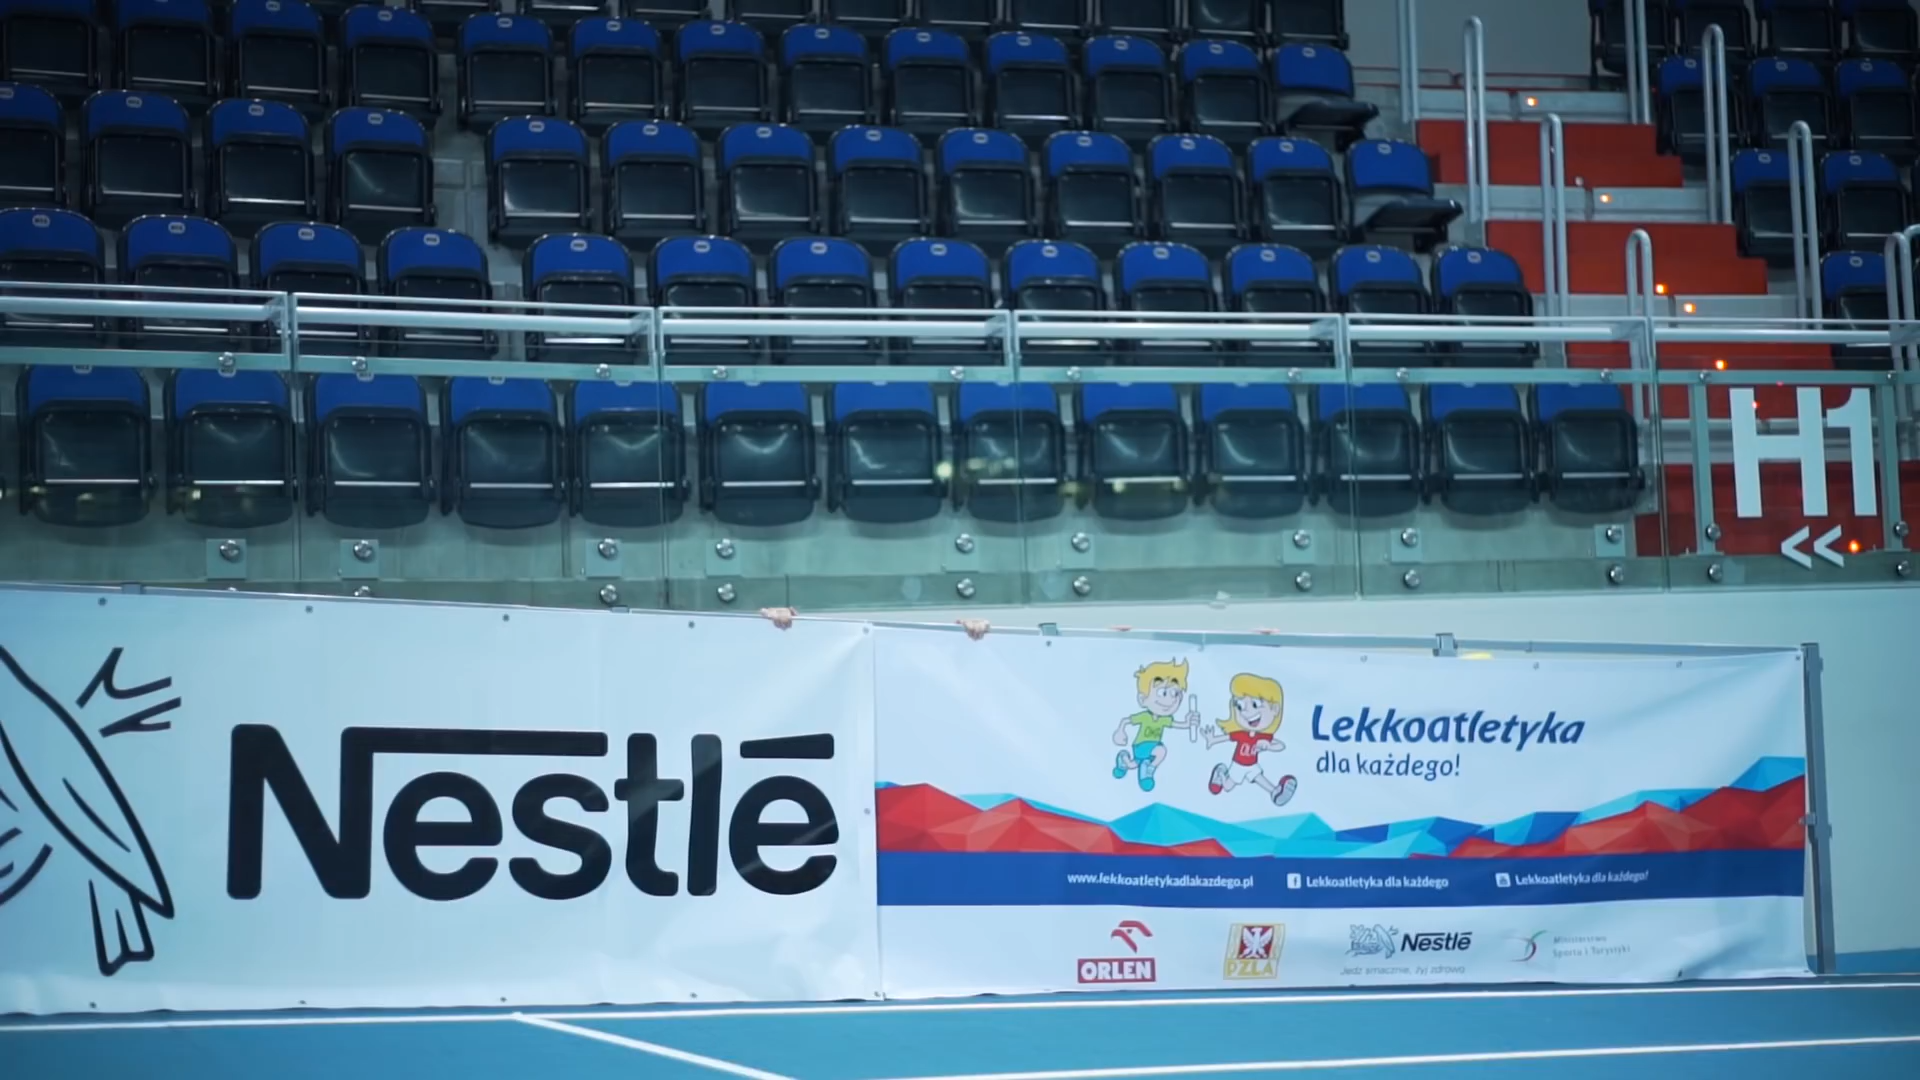 H1
<<
Nestlé
Lekkoatletyka
dla każdego!
www.lekkoatletykadlakazdego.pl
f Lekkoatletyka dla każdego
Lekkoatletyka dla każdego!
ORLEN
PZLA
Nestlé
Jedz smacznie, żyj zdrowo
Ministerstwo
Sportu i Turystyki